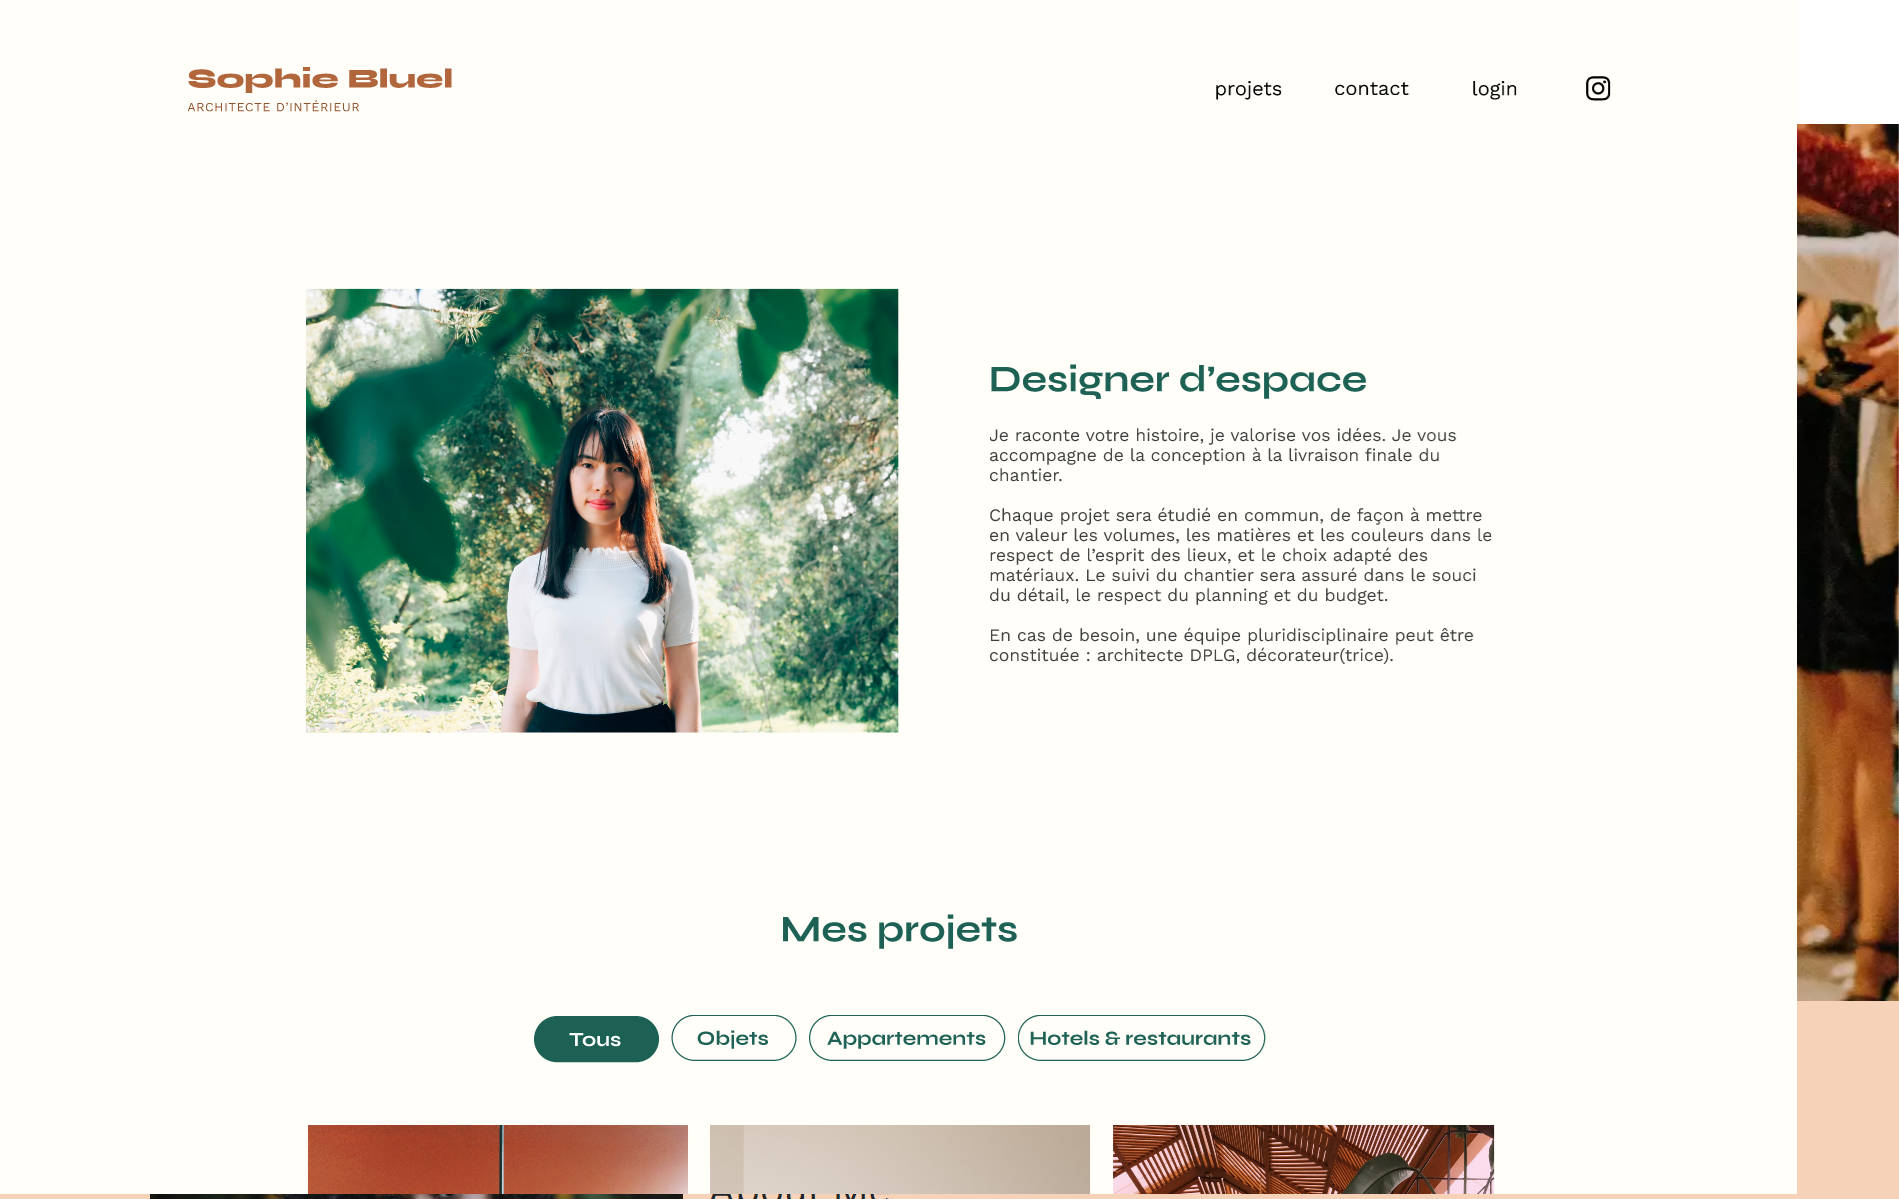 Sophie Bluel
ARCHITECTE D'INTÉRIEUR
projets
contact
login
Designer d'espace
Je raconte votre histoire, je valorise vos idées. Je vous
accompagne de la conception à la livraison finale du
chantier.
Chaque projet sera étudié en commun, de façon à mettre
en valeur les volumes, les matières et les couleurs dans le
respect de l'esprit des lieux, et le choix adapté des
matériaux. Le suivi du chantier sera assuré dans le souci
du détail, le respect du planning et du budget.
En cas de besoin, une équipe pluridisciplinaire peut être
constituée : architecte DPLG, décorateur(trice).
Mes projets
Tous
Objets
Appartements
Hotels & restaurants